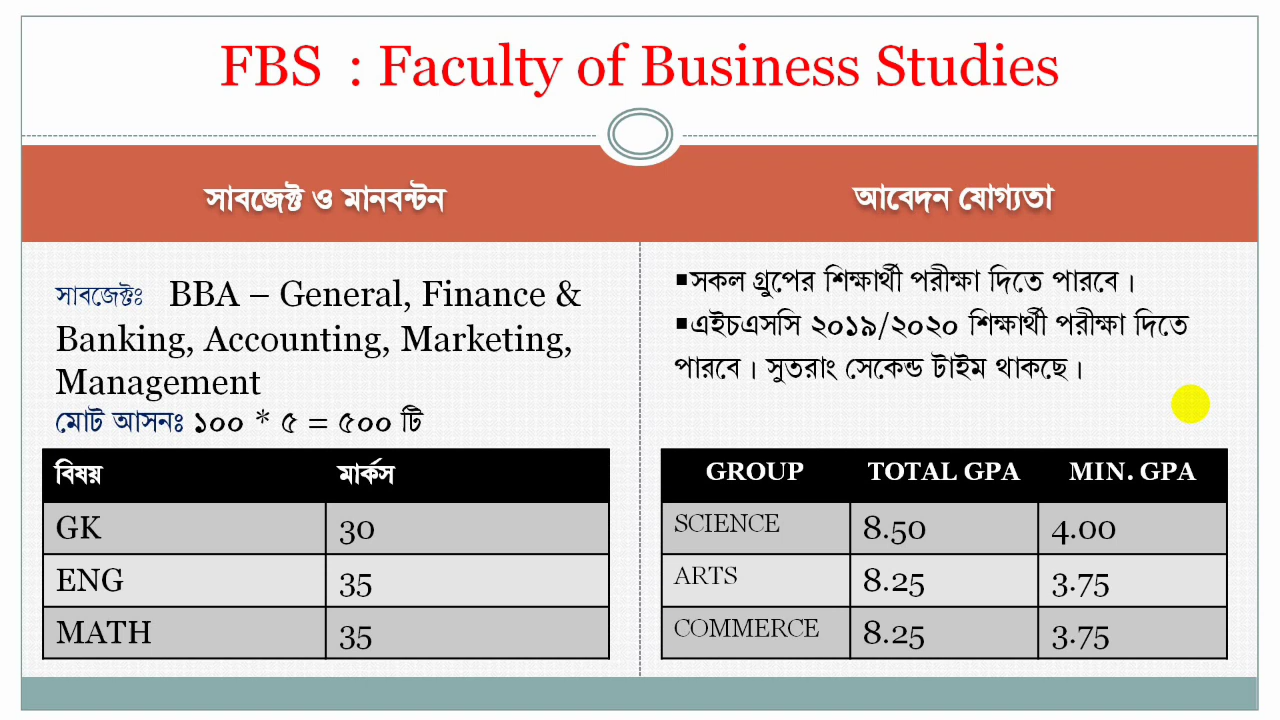 FBS : Faculty of Business Studies
সাবজেক্ট ও মানবন্টন
সাবজেক্টঃ BBA – General, Finance &
Banking, Accounting, Marketing,
Management
মোট আসনঃ ১০০ * ৫ = ৫০০ টি
বিষয় মার্কস
GK 30
ENG 35
MATH 35
আবেদন যোগ্যতা
▪সকল গ্রুপের শিক্ষার্থী পরীক্ষা দিতে পারবে।
▪এইচএসসি ২০১৯/২০২০ শিক্ষার্থী পরীক্ষা দিতে
পারবে। সুতরাং সেকেন্ড টাইম থাকছে।
GROUP TOTAL GPA MIN. GPA
SCIENCE 8.50 4.00
ARTS 8.25 3.75
COMMERCE 8.25 3.75